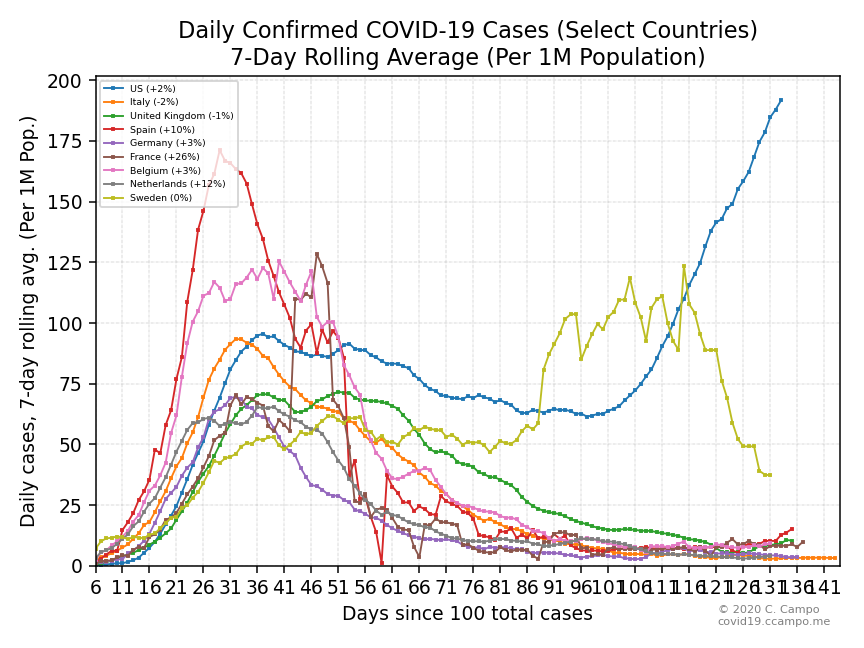 Daily Confirmed COVID-19 Cases (Select Countries)
7-Day Rolling Average (Per 1M Population)
Daily cases, 7-day rolling avg. (Per 1M Pop.)
200
175
150
125
100
75
50
25
0
US (+2%)
Italy (-2%)
United Kingdom (-1%)
Spain (+10%)
Germany (+3%)
France (+26%)
Belgium (+3%)
Netherlands (+12%)
Sweden (0%)
6 11 16 21 26 31 36 41 46 51 56 61 66 71 76 81 86 91 96 101 106 111 116 121 126 131 136 141
Days since 100 total cases
© 2020 C. Campo
covid19.ccampo.me